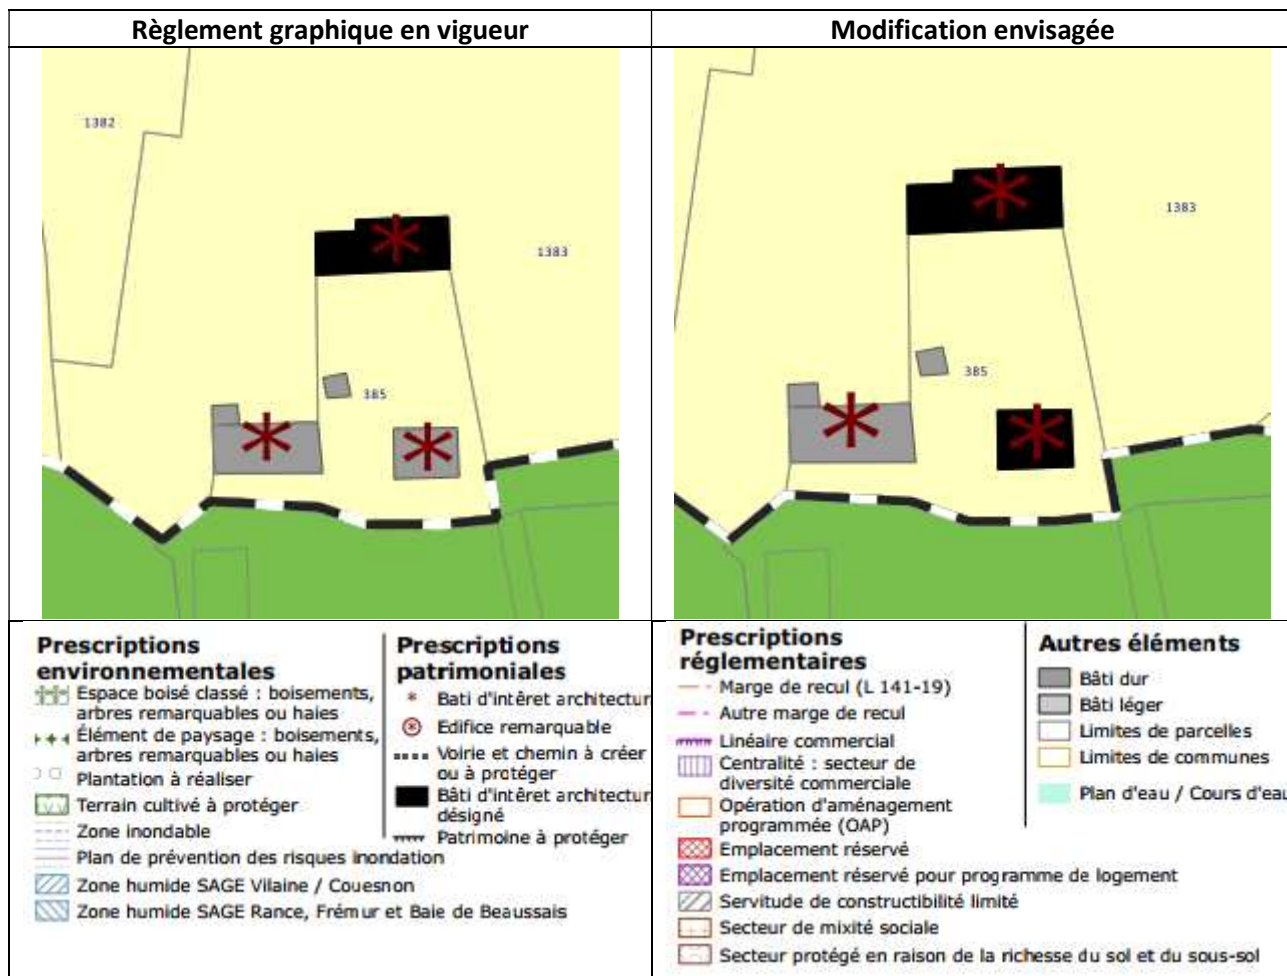 Règlement graphique en vigueur
Modification envisagée
1382
1383
385
1383
385
Prescriptions
environnementales
Espace boisé classé : boisements,
arbres remarquables ou haies
Élément de paysage : boisements,
arbres remarquables ou haies
Plantation à réaliser
Terrain cultivé à protéger
Zone inondable
Plan de prévention des risques inondation
Zone humide SAGE Vilaine / Couesnon
Zone humide SAGE Rance, Frémur et Baie de Beaussais
Prescriptions
patrimoniales
Bati d'intêret architectur
Edifice remarquable
Voirie et chemin à créer
ou à protéger
Bâti d'intêret architectur
désigné
Patrimoine à protéger
Prescriptions
réglementaires
Marge de recul (L 141-19)
Autre marge de recul
Linéaire commercial
Centralité : secteur de
diversité commerciale
Opération d'aménagement
programmée (OAP)
Emplacement réservé
Emplacement réservé pour programme de logement
Servitude de constructibilité limité
Secteur de mixité sociale
Secteur protégé en raison de la richesse du sol et du sous-sol
Autres éléments
Bâti dur
Bâti léger
Limites de parcelles
Limites de communes
Plan d'eau / Cours d'eau